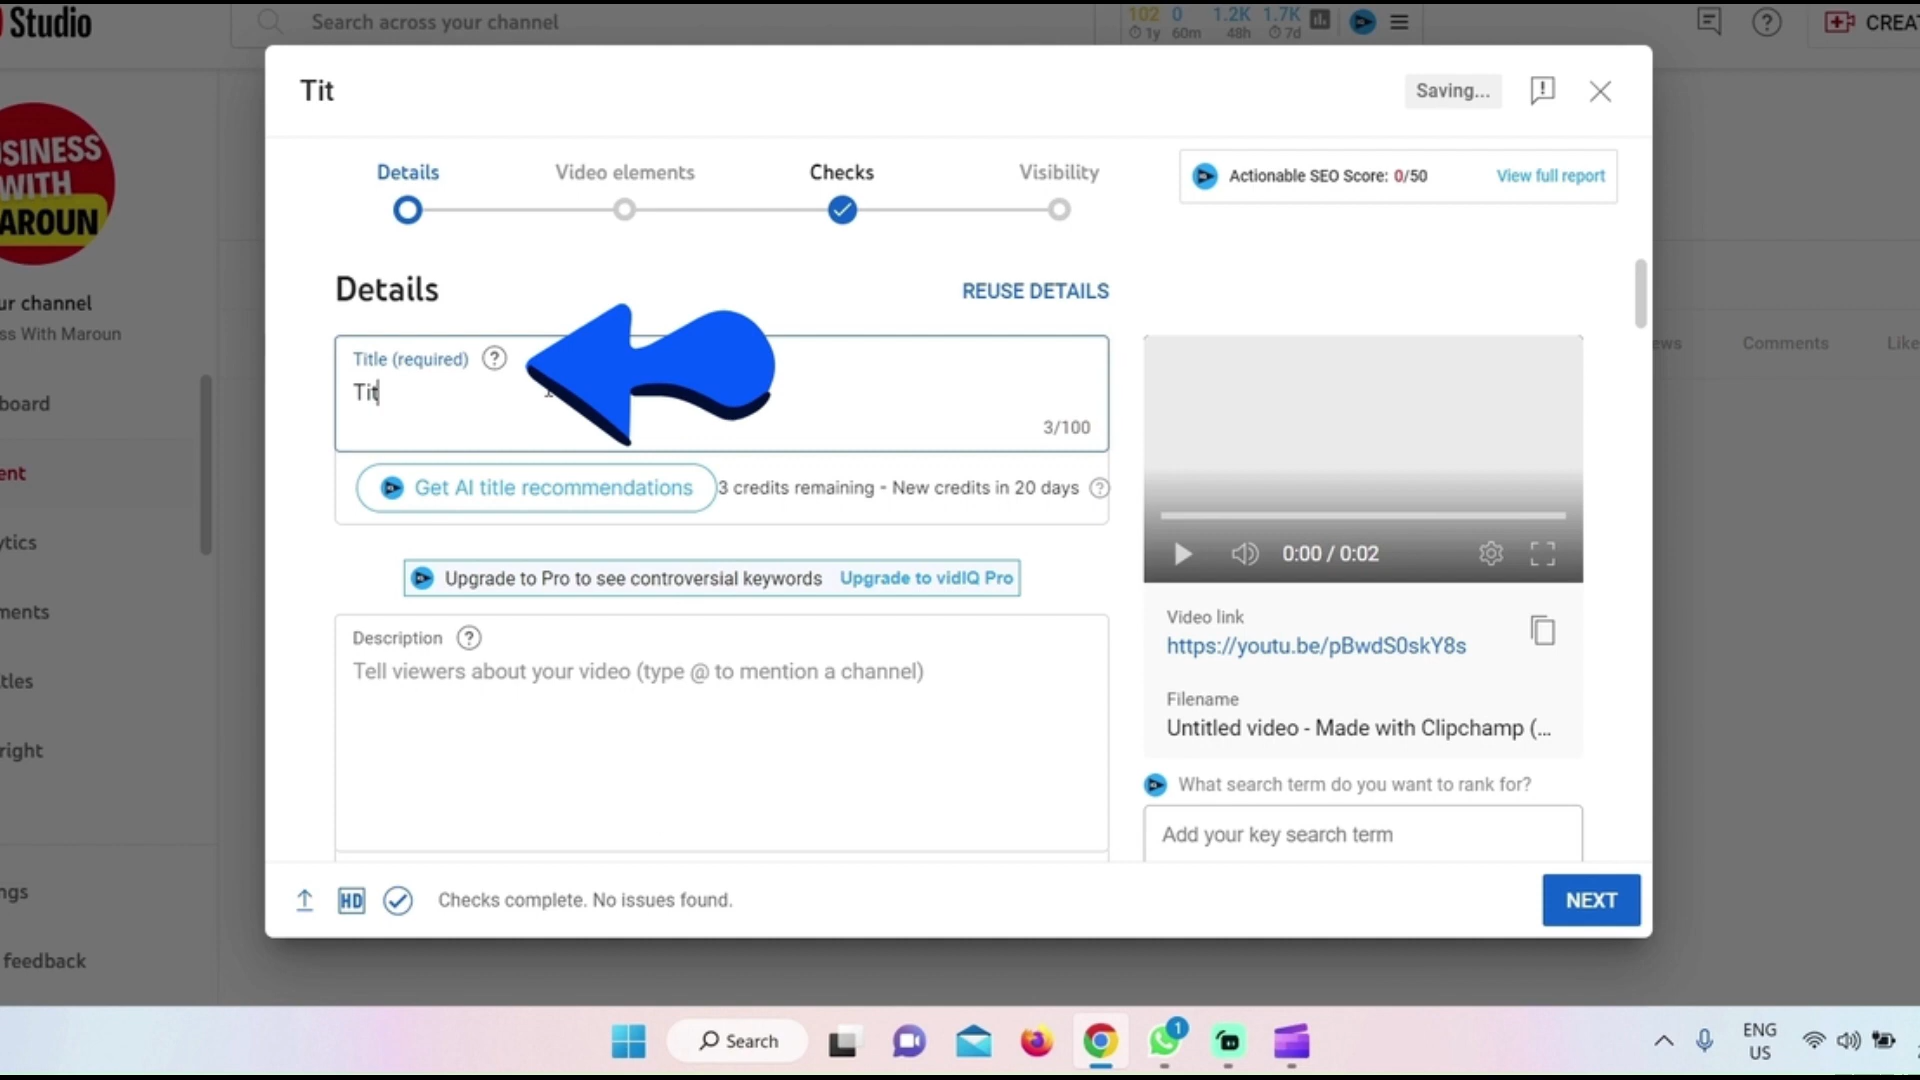 Studio
Search across your channel
102 0 1.2K 1.7K
1y 60m 48h 7d
CREAT
Tit
Saving...
Details
Video elements
Checks
Visibility
Actionable SEO Score: 0/50
View full report
USINESS
WITH
AROUN
ur channel
ss With Maroun
Details
REUSE DETAILS
Title (required)
Tit
3/100
Get AI title recommendations
3 credits remaining - New credits in 20 days
Upgrade to Pro to see controversial keywords
Upgrade to vidIQ Pro
Description
Tell viewers about your video (type @ to mention a channel)
0:00 / 0:02
Video link
https://youtu.be/pBwdS0skY8s
Filename
Untitled video - Made with Clipchamp (...
What search term do you want to rank for?
Add your key search term
ews
Comments
Like
board
ent
ytics
ments
tles
right
ngs
feedback
HD
Checks complete. No issues found.
NEXT
Search
1
ENG
US